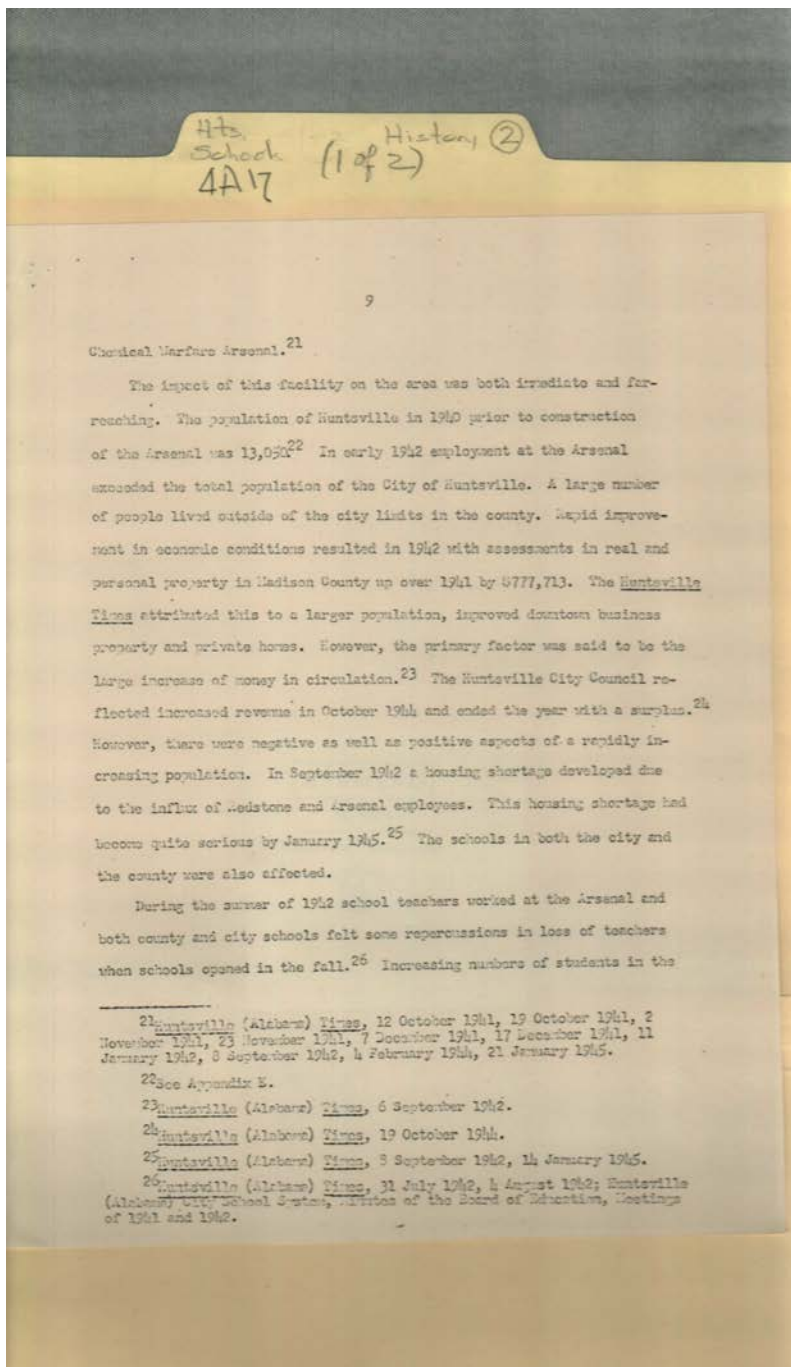 Hts. History ②
School (1 of 2)
4A17
9
Chemical Warfare Arsenal.21
The impact of this facility on the area was both immediate and far-
reaching. The population of Huntsville in 1940 prior to construction
of the Arsenal was 13,050.22 In early 1942 employment at the Arsenal
exceeded the total population of the City of Huntsville. A large number
of people lived outside of the city limits in the county. Rapid improve-
ment in economic conditions resulted in 1942 with assessments in real and
personal property in Madison County up over 1941 by $777,713. The Huntsville
Times attributed this to a larger population, improved downtown business
property and private homes. However, the primary factor was said to be the
large increase of money in circulation.23 The Huntsville City Council re-
flected increased revenue in October 1944 and ended the year with a surplus.24
However, there were negative as well as positive aspects of a rapidly in-
creasing population. In September 1942 a housing shortage developed due
to the influx of Redstone and Arsenal employees. This housing shortage had
become quite serious by January 1945.25 The schools in both the city and
the county were also affected.
During the summer of 1942 school teachers worked at the Arsenal and
both county and city schools felt some repercussions in loss of teachers
when schools opened in the fall.26 Increasing numbers of students in the
21Huntsville (Alabama) Times, 12 October 1941, 19 October 1941, 2
November 1941, 23 November 1941, 7 December 1941, 17 December 1941, 11
January 1942, 8 September 1942, 4 February 1944, 21 January 1945.
22See Appendix E.
23Huntsville (Alabama) Times, 6 September 1942.
24Huntsville (Alabama) Times, 19 October 1944.
25Huntsville (Alabama) Times, 8 September 1942, 14 January 1945.
26Huntsville (Alabama) Times, 31 July 1942, 4 August 1942; Huntsville
(Alabama) City School System, Minutes of the Board of Education, Meetings
of 1941 and 1942.